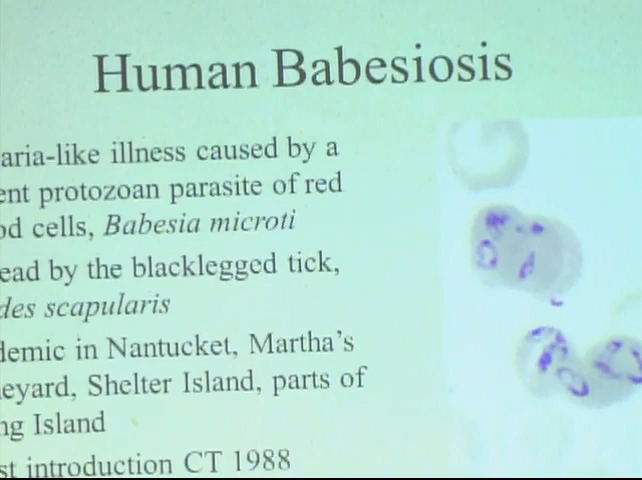 Human Babesiosis
aria-like illness caused by a
ent protozoan parasite of red
od cells, Babesia microti
ead by the blacklegged tick,
des scapularis
demic in Nantucket, Martha's
eyard, Shelter Island, parts of
ng Island
st introduction CT 1988